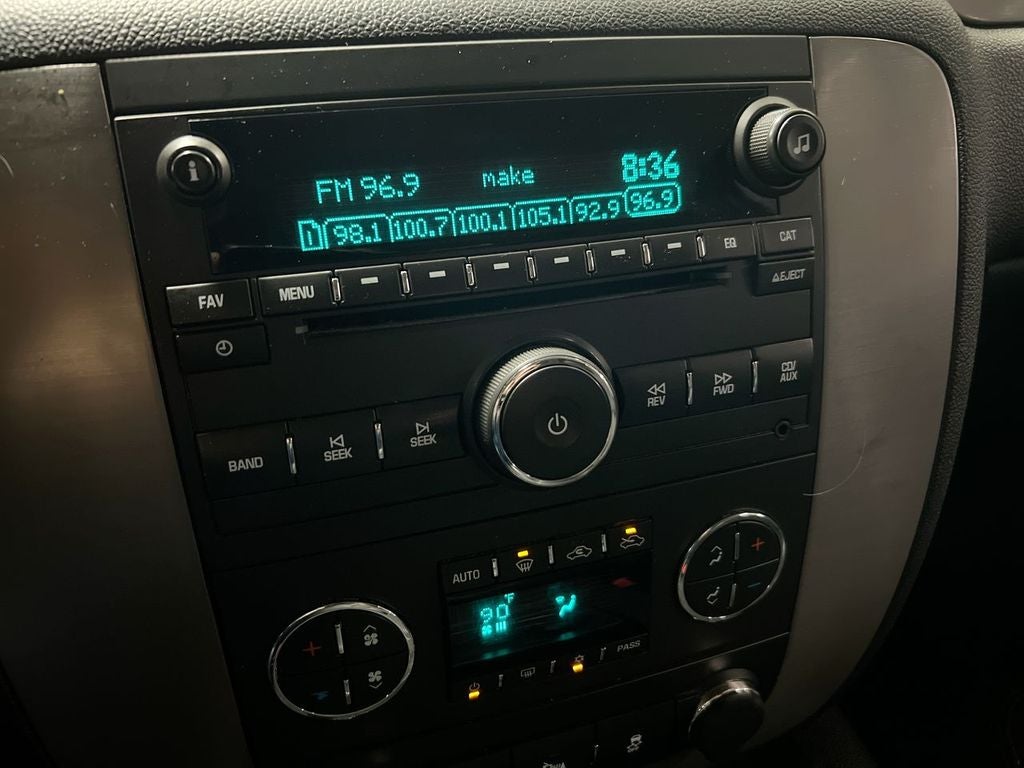 i
FM 96.9 make 8:36
1 98.1 100.7 100.1 105.1 92.9 96.9
FAV MENU EQ CAT
EJECT
BAND SEEK SEEK REV FWD CD/
AUX
AUTO
90°F
PASS